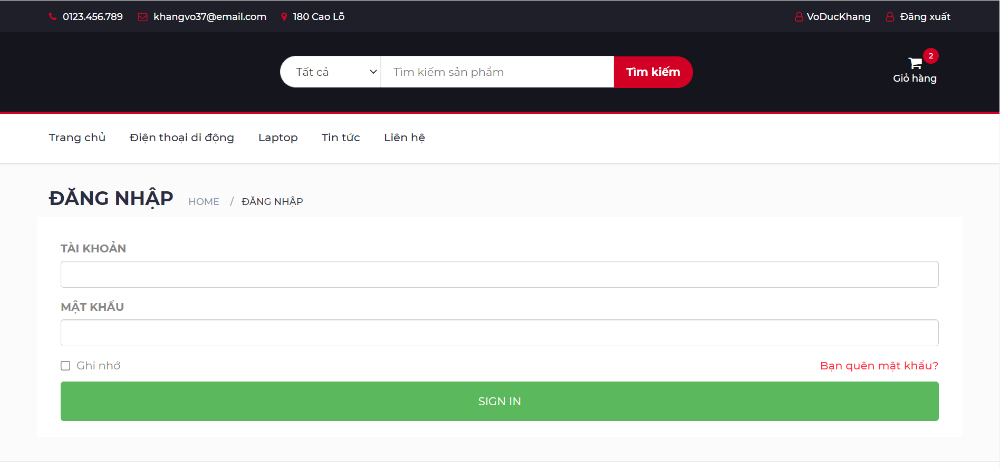 0123.456.789 khangvo37@email.com 180 Cao Lỗ VoDucKhang Đăng xuất
Tất cả Tìm kiếm sản phẩm Tìm kiếm 2
Giỏ hàng
Trang chủ Điện thoại di động Laptop Tin tức Liên hệ
ĐĂNG NHẬP HOME / ĐĂNG NHẬP
TÀI KHOẢN
MẬT KHẨU
Ghi nhớ Bạn quên mật khẩu?
SIGN IN